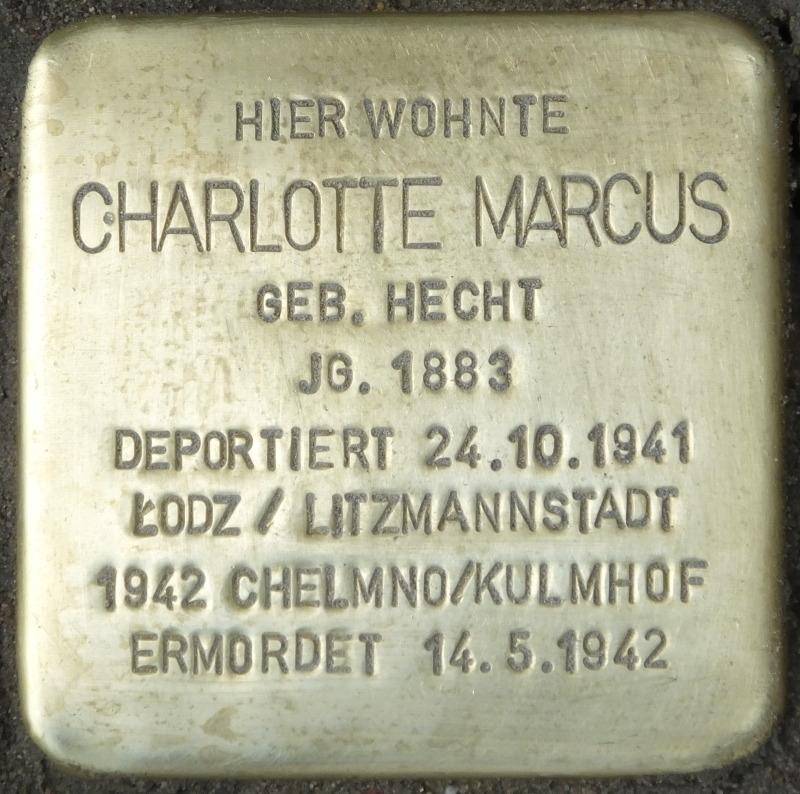 HIER WOHNTE
CHARLOTTE MARCUS
GEB. HECHT
JG. 1883
DEPORTIERT 24.10.1941
ŁODZ / LITZMANNSTADT
1942 CHELMNO/KULMHOF
ERMORDET 14.5.1942